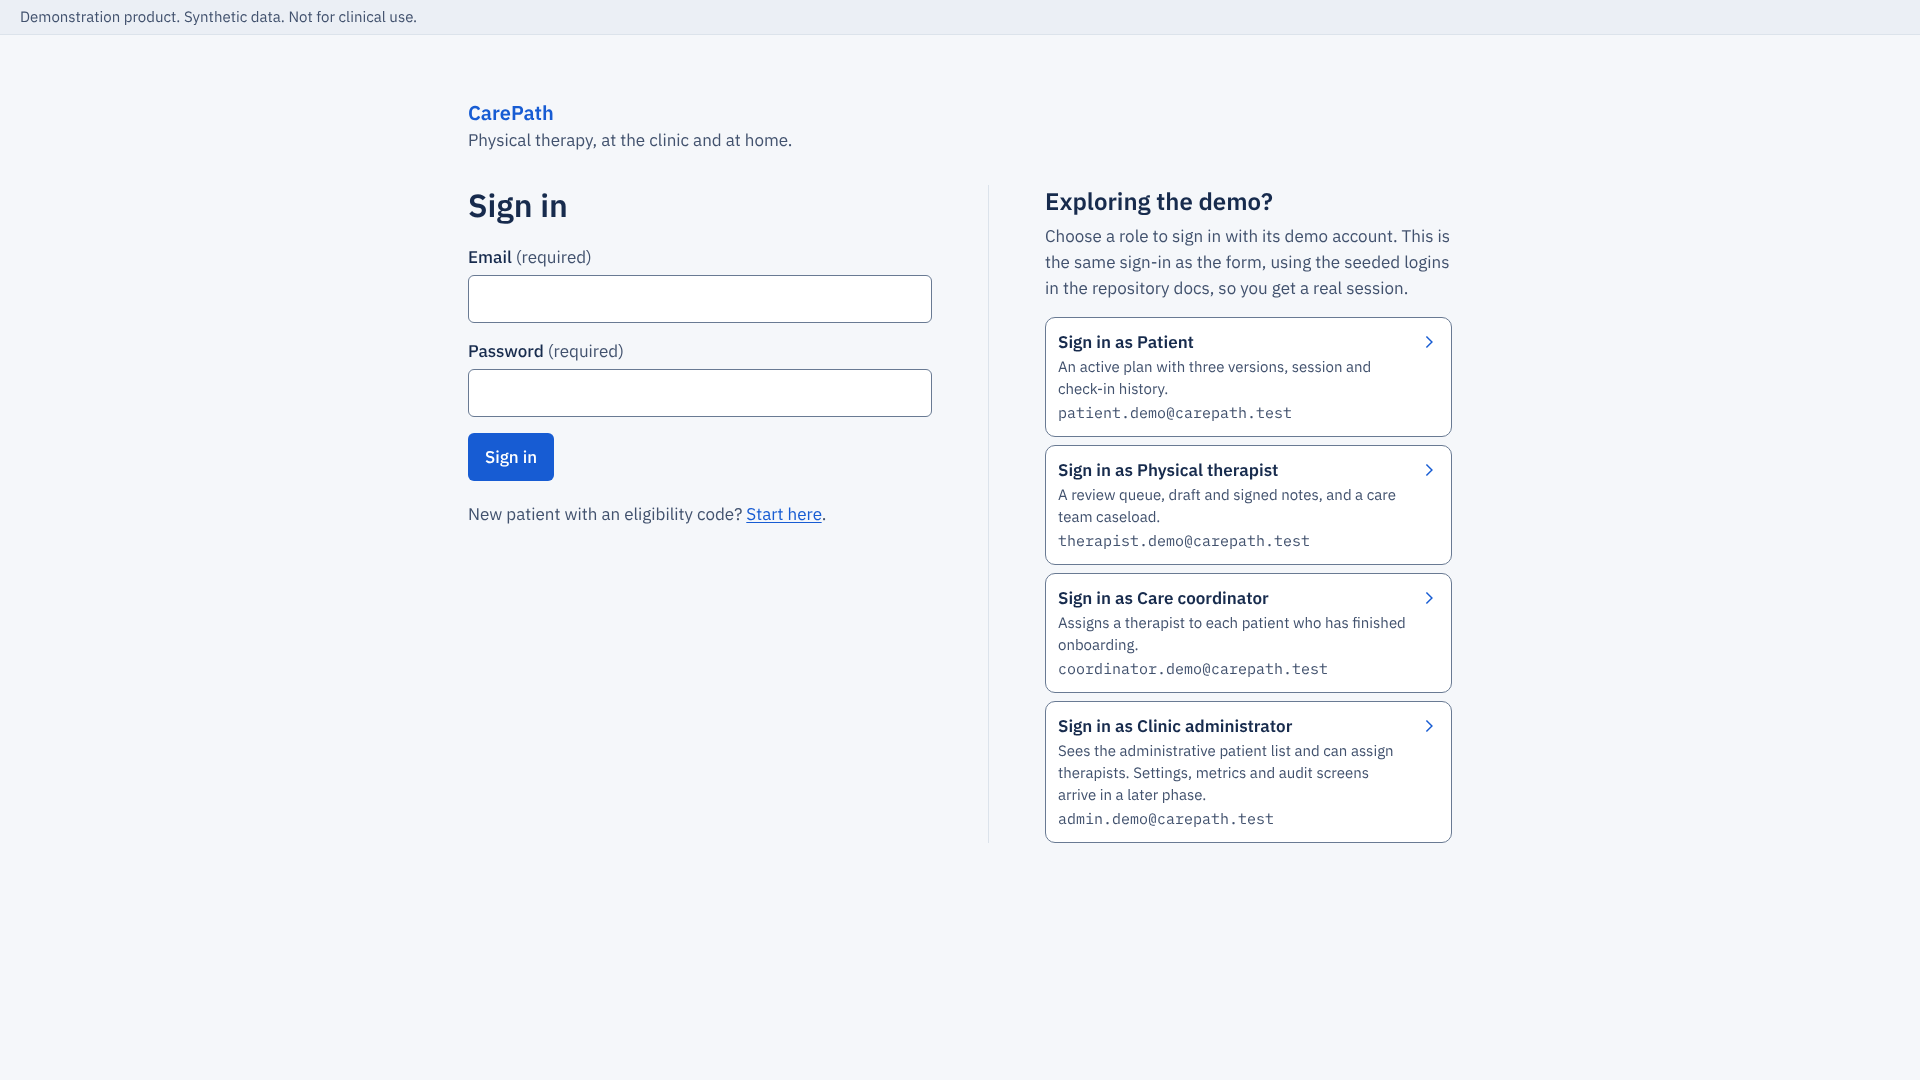 Demonstration product. Synthetic data. Not for clinical use.
CarePath
Physical therapy, at the clinic and at home.
Sign in
Email (required)
Password (required)
Sign in
New patient with an eligibility code? Start here.
Exploring the demo?
Choose a role to sign in with its demo account. This is
the same sign-in as the form, using the seeded logins
in the repository docs, so you get a real session.
Sign in as Patient
An active plan with three versions, session and
check-in history.
patient.demo@carepath.test
Sign in as Physical therapist
A review queue, draft and signed notes, and a care
team caseload.
therapist.demo@carepath.test
Sign in as Care coordinator
Assigns a therapist to each patient who has finished
onboarding.
coordinator.demo@carepath.test
Sign in as Clinic administrator
Sees the administrative patient list and can assign
therapists. Settings, metrics and audit screens
arrive in a later phase.
admin.demo@carepath.test